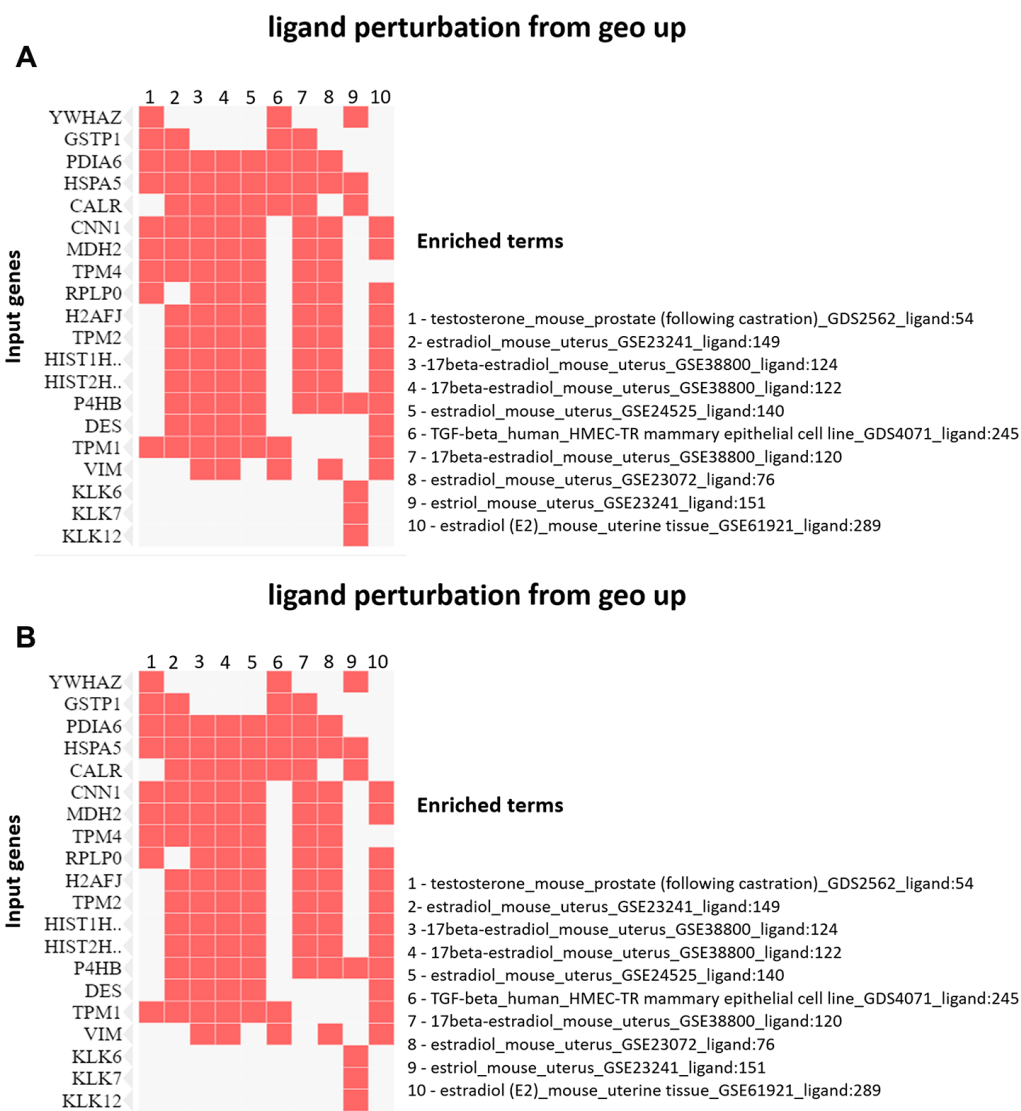 ligand perturbation from geo up
A
1 2 3 4 5 6 7 8 9 10
YWHAZ
GSTP1
PDIA6
HSPA5
CALR
CNN1
MDH2
TPM4
RPLP0
H2AFJ
TPM2
HIST1H..
HIST2H..
P4HB
DES
TPM1
VIM
KLK6
KLK7
KLK12
Input genes
Enriched terms
1 - testosterone_mouse_prostate (following castration)_GDS2562_ligand:54
2- estradiol_mouse_uterus_GSE23241_ligand:149
3 -17beta-estradiol_mouse_uterus_GSE38800_ligand:124
4 - 17beta-estradiol_mouse_uterus_GSE38800_ligand:122
5 - estradiol_mouse_uterus_GSE24525_ligand:140
6 - TGF-beta_human_HMEC-TR mammary epithelial cell line_GDS4071_ligand:245
7 - 17beta-estradiol_mouse_uterus_GSE38800_ligand:120
8 - estradiol_mouse_uterus_GSE23072_ligand:76
9 - estriol_mouse_uterus_GSE23241_ligand:151
10 - estradiol (E2)_mouse_uterine tissue_GSE61921_ligand:289
ligand perturbation from geo up
B
1 2 3 4 5 6 7 8 9 10
YWHAZ
GSTP1
PDIA6
HSPA5
CALR
CNN1
MDH2
TPM4
RPLP0
H2AFJ
TPM2
HIST1H..
HIST2H..
P4HB
DES
TPM1
VIM
KLK6
KLK7
KLK12
Input genes
Enriched terms
1 - testosterone_mouse_prostate (following castration)_GDS2562_ligand:54
2- estradiol_mouse_uterus_GSE23241_ligand:149
3 -17beta-estradiol_mouse_uterus_GSE38800_ligand:124
4 - 17beta-estradiol_mouse_uterus_GSE38800_ligand:122
5 - estradiol_mouse_uterus_GSE24525_ligand:140
6 - TGF-beta_human_HMEC-TR mammary epithelial cell line_GDS4071_ligand:245
7 - 17beta-estradiol_mouse_uterus_GSE38800_ligand:120
8 - estradiol_mouse_uterus_GSE23072_ligand:76
9 - estriol_mouse_uterus_GSE23241_ligand:151
10 - estradiol (E2)_mouse_uterine tissue_GSE61921_ligand:289